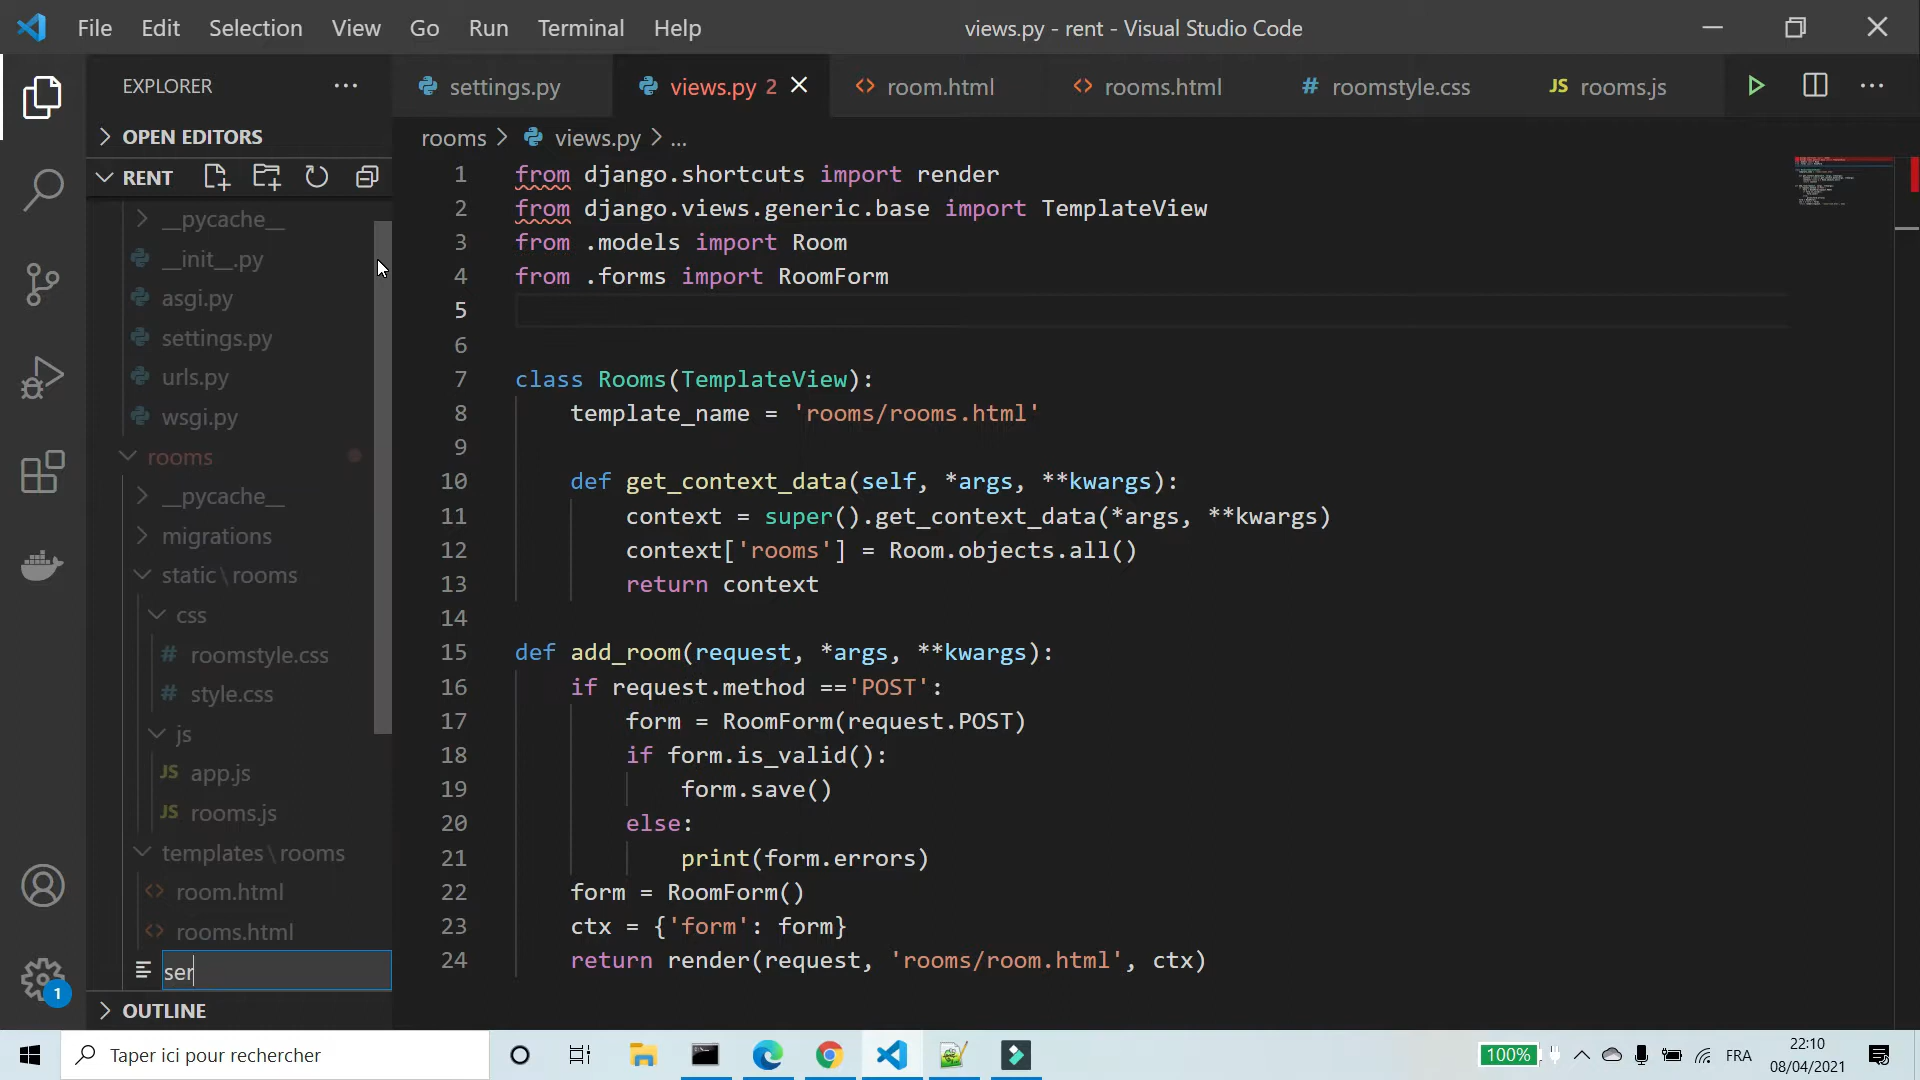 File Edit Selection View Go Run Terminal Help
views.py - rent - Visual Studio Code
EXPLORER
settings.py
views.py 2
room.html
rooms.html
roomstyle.css
JS rooms.js
OPEN EDITORS
rooms > views.py > ...
RENT
__pycache__
__init__.py
asgi.py
settings.py
urls.py
wsgi.py
rooms
__pycache__
migrations
static\rooms
css
# roomstyle.css
# style.css
js
JS app.js
JS rooms.js
templates\rooms
room.html
rooms.html
ser
OUTLINE
1
1 from django.shortcuts import render
2 from django.views.generic.base import TemplateView
3 from .models import Room
4 from .forms import RoomForm
5
6
7 class Rooms(TemplateView):
8 template_name = 'rooms/rooms.html'
9
10 def get_context_data(self, *args, **kwargs):
11 context = super().get_context_data(*args, **kwargs)
12 context['rooms'] = Room.objects.all()
13 return context
14
15 def add_room(request, *args, **kwargs):
16 if request.method =='POST':
17 form = RoomForm(request.POST)
18 if form.is_valid():
19 form.save()
20 else:
21 print(form.errors)
22 form = RoomForm()
23 ctx = {'form': form}
24 return render(request, 'rooms/room.html', ctx)
Taper ici pour rechercher
100%
FRA
22:10
08/04/2021